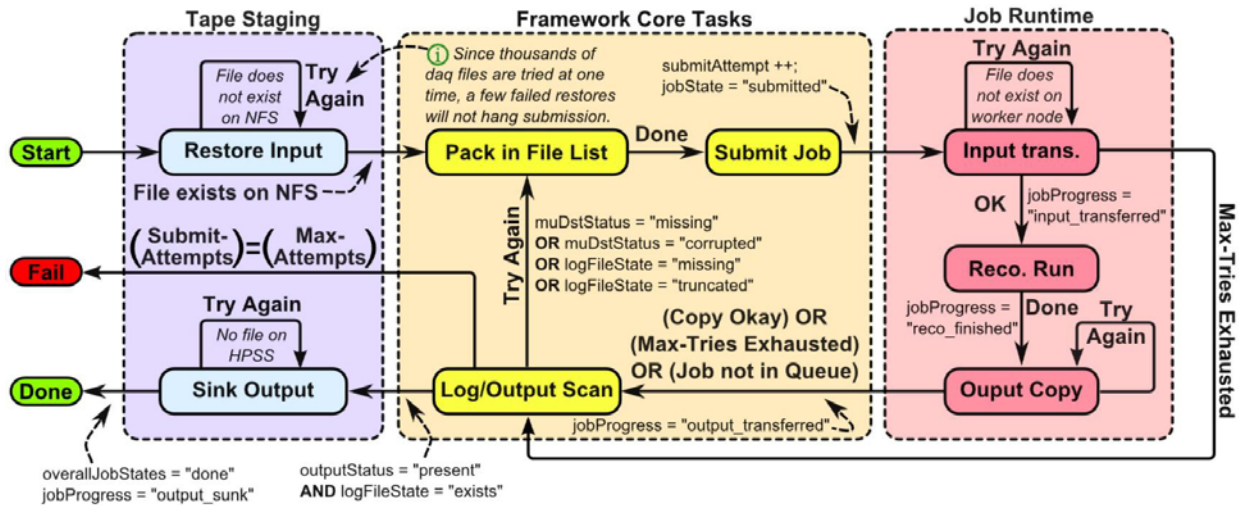 Tape Staging
Framework Core Tasks
Job Runtime
File does
not exist
on NFS
Try
Again
ⓘ Since thousands of
daq files are tried at one
time, a few failed restores
will not hang submission.
submitAttempt ++;
jobState = "submitted"
Try Again
File does
not exist on
worker node
Start
Restore Input
Pack in File List
Done
Submit Job
Input trans.
File exists on NFS
OK
jobProgress =
"input_transferred"
Max-Tries Exhausted
(Submit-
Attempts)=(Max-
Attempts)
Try Again
muDstStatus = "missing"
OR muDstStatus = "corrupted"
OR logFileState = "missing"
OR logFileState = "truncated"
Fail
Reco. Run
jobProgress =
"reco_finished"
Done
Try
Again
Try Again
No file on
HPSS
(Copy Okay) OR
(Max-Tries Exhausted)
OR (Job not in Queue)
Done
Sink Output
Log/Output Scan
Ouput Copy
jobProgress = "output_transferred")
overallJobStates = "done"
jobProgress = "output_sunk"
outputStatus = "present"
AND logFileState = "exists"